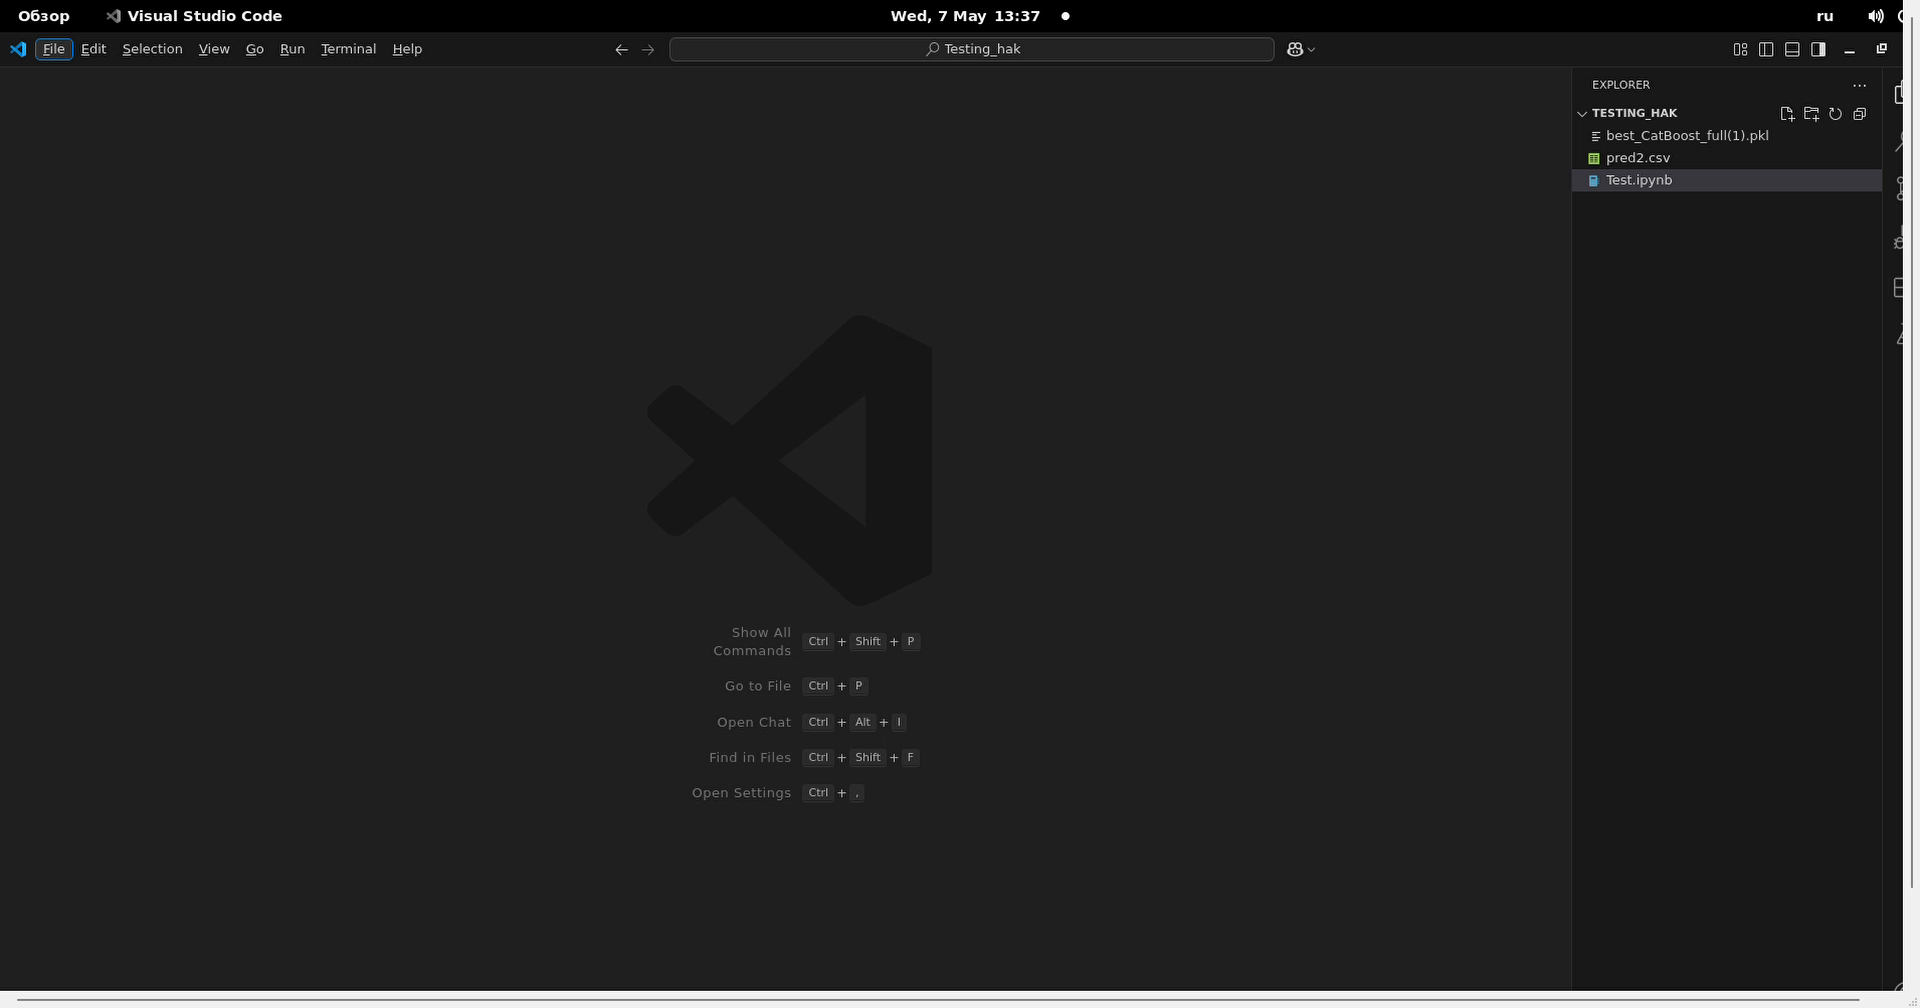 Обзор Visual Studio Code Wed, 7 May 13:37 ru
File Edit Selection View Go Run Terminal Help Testing_hak
EXPLORER
TESTING_HAK
best_CatBoost_full(1).pkl
pred2.csv
Test.ipynb
Show All
Commands Ctrl + Shift + P
Go to File Ctrl + P
Open Chat Ctrl + Alt + I
Find in Files Ctrl + Shift + F
Open Settings Ctrl + ,